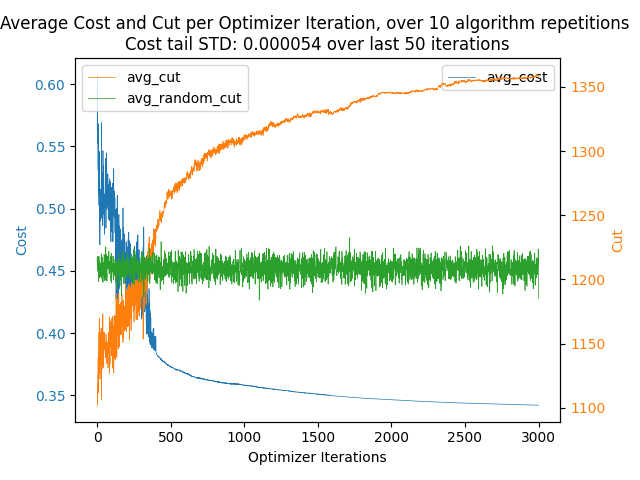 Average Cost and Cut per Optimizer Iteration, over 10 algorithm repetitions
Cost tail STD: 0.000054 over last 50 iterations
avg_cut
avg_random_cut
avg_cost
0.60
0.55
0.50
0.45
0.40
0.35
Cost
1350
1300
1250
1200
1150
1100
Cut
0
500
1000
1500
2000
2500
3000
Optimizer Iterations